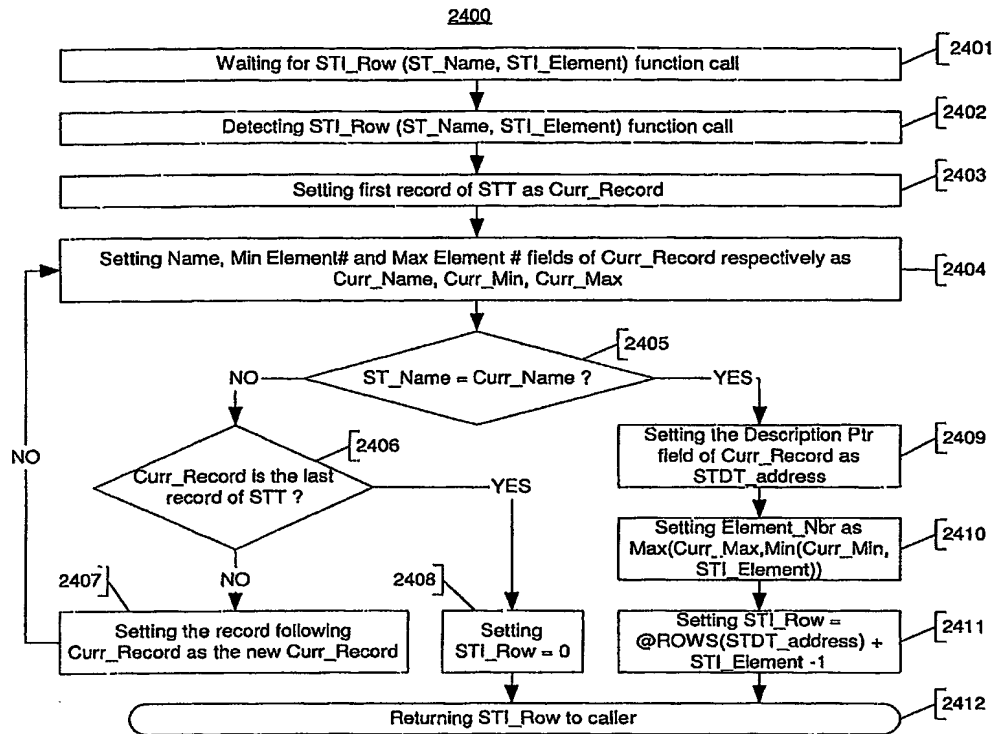 2400
Waiting for STI_Row (ST_Name, STI_Element) function call
2401
Detecting STI_Row (ST_Name, STI_Element) function call
2402
Setting first record of STT as Curr_Record
2403
Setting Name, Min Element# and Max Element # fields of Curr_Record respectively as
Curr_Name, Curr_Min, Curr_Max
2404
ST_Name = Curr_Name ?
2405
NO
YES
Curr_Record is the last
record of STT ?
2406
NO
YES
NO
Setting the Description Ptr
field of Curr_Record as
STDT_address
2409
Setting Element_Nbr as
Max(Curr_Max,Min(Curr_Min,
STI_Element))
2410
2407
Setting the record following
Curr_Record as the new Curr_Record
2408
Setting
STI_Row = 0
Setting STI_Row =
@ROWS(STDT_address) +
STI_Element -1
2411
Returning STI_Row to caller
2412